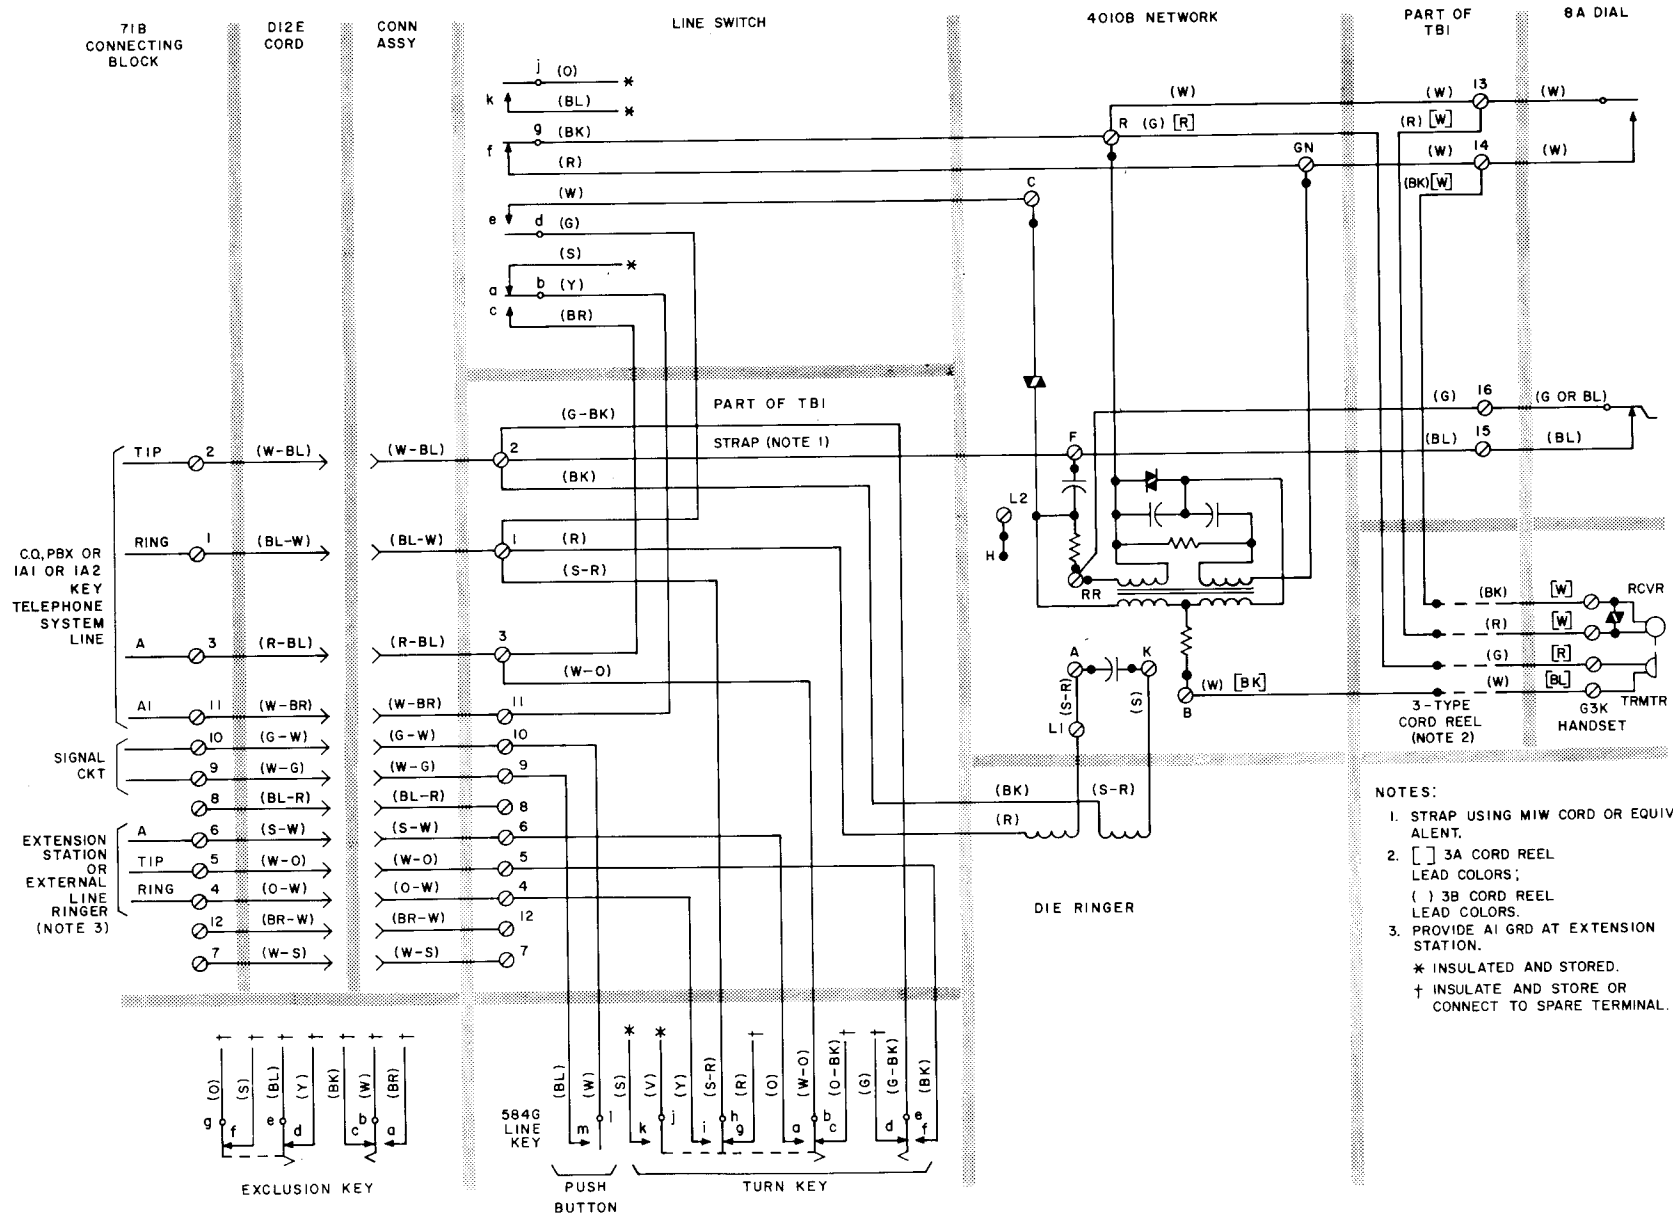 71B
CONNECTING
BLOCK
D12E
CORD
CONN
ASSY
LINE SWITCH
4010B NETWORK
PART OF
TB1
8A DIAL
j (O) *
k (BL) *
g (BK)
f (R)
(W)
e d (G)
(S) *
a b (Y)
c (BR)
(W) (W) 13 (W)
R (G) [R] (R) [W]
GN (W) 14 (W)
(BK) [W]
C
PART OF TB1
(G-BK)
STRAP (NOTE 1)
(G) 16 (G OR BL)
F (BL) 15 (BL)
TIP 2 (W-BL) (W-BL) 2
(BK)
L2
H
RR
RING 1 (BL-W) (BL-W) 1 (R)
(S-R)
C.O., PBX OR
1A1 OR 1A2
KEY
TELEPHONE
SYSTEM
LINE
A 3 (R-BL) (R-BL) 3
(W-O)
A1 11 (W-BR) (W-BR) 11
SIGNAL
CKT
10 (G-W) (G-W) 10
9 (W-G) (W-G) 9
8 (BL-R) (BL-R) 8
EXTENSION
STATION
OR
EXTERNAL
LINE
RINGER
(NOTE 3)
A 6 (S-W) (S-W) 6
TIP 5 (W-O) (W-O) 5
RING 4 (O-W) (O-W) 4
12 (BR-W) (BR-W) 12
7 (W-S) (W-S) 7
A K
(S-R) (S)
L1
B (W) [BK]
(BK) (S-R)
(R)
D1E RINGER
(BK) [W] RCVR
(R) [W]
(G) [R]
(W) [BL]
TRMTR
3-TYPE
CORD REEL
(NOTE 2)
G3K
HANDSET
NOTES:
1. STRAP USING M1W CORD OR EQUIV
ALENT.
2. [ ] 3A CORD REEL
LEAD COLORS;
( ) 3B CORD REEL
LEAD COLORS.
3. PROVIDE A1 GRD AT EXTENSION
STATION.
* INSULATED AND STORED.
† INSULATE AND STORE OR
CONNECT TO SPARE TERMINAL.
† † † † † † †
(O) (S) (BL) (Y) (BK) (W) (BR)
g f e d c b a
EXCLUSION KEY
* * † † †
(BL) (W) (S) (V) (Y) (S-R) (R) (O) (W-O) (O-BK) (G) (G-BK) (BK)
584G
LINE
KEY
m l k j i h g a b c d e f
PUSH
BUTTON
TURN KEY